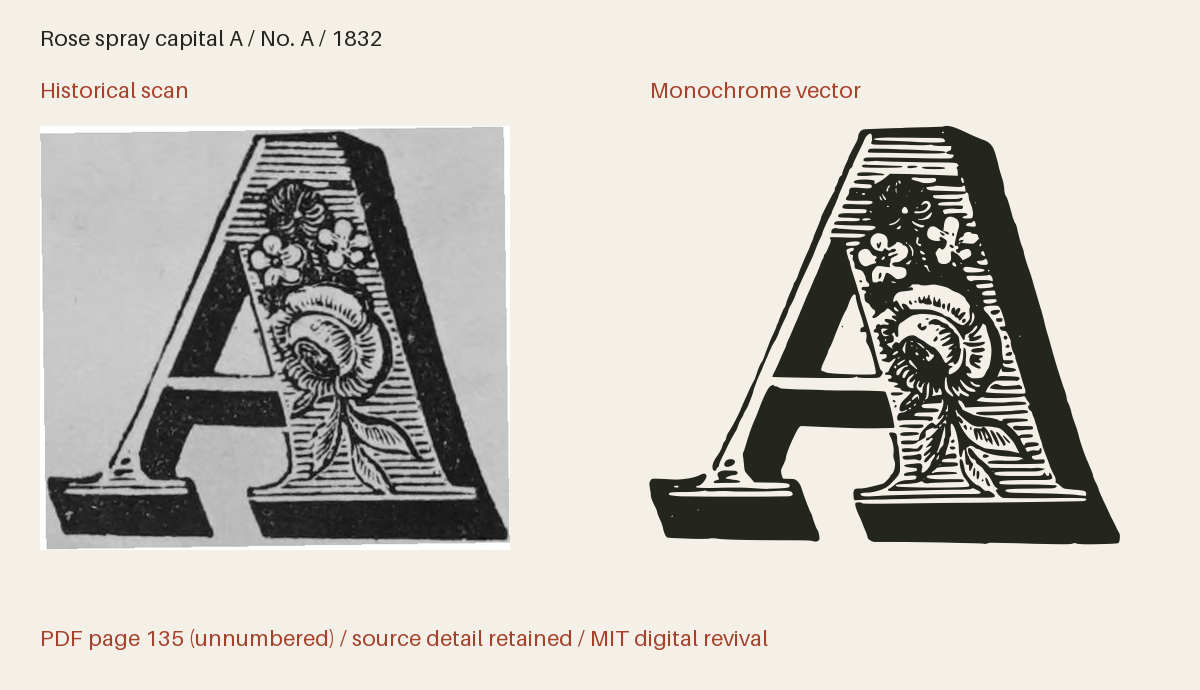 Rose spray capital A / No. A / 1832
Historical scan
Monochrome vector
A
A
PDF page 135 (unnumbered) / source detail retained / MIT digital revival